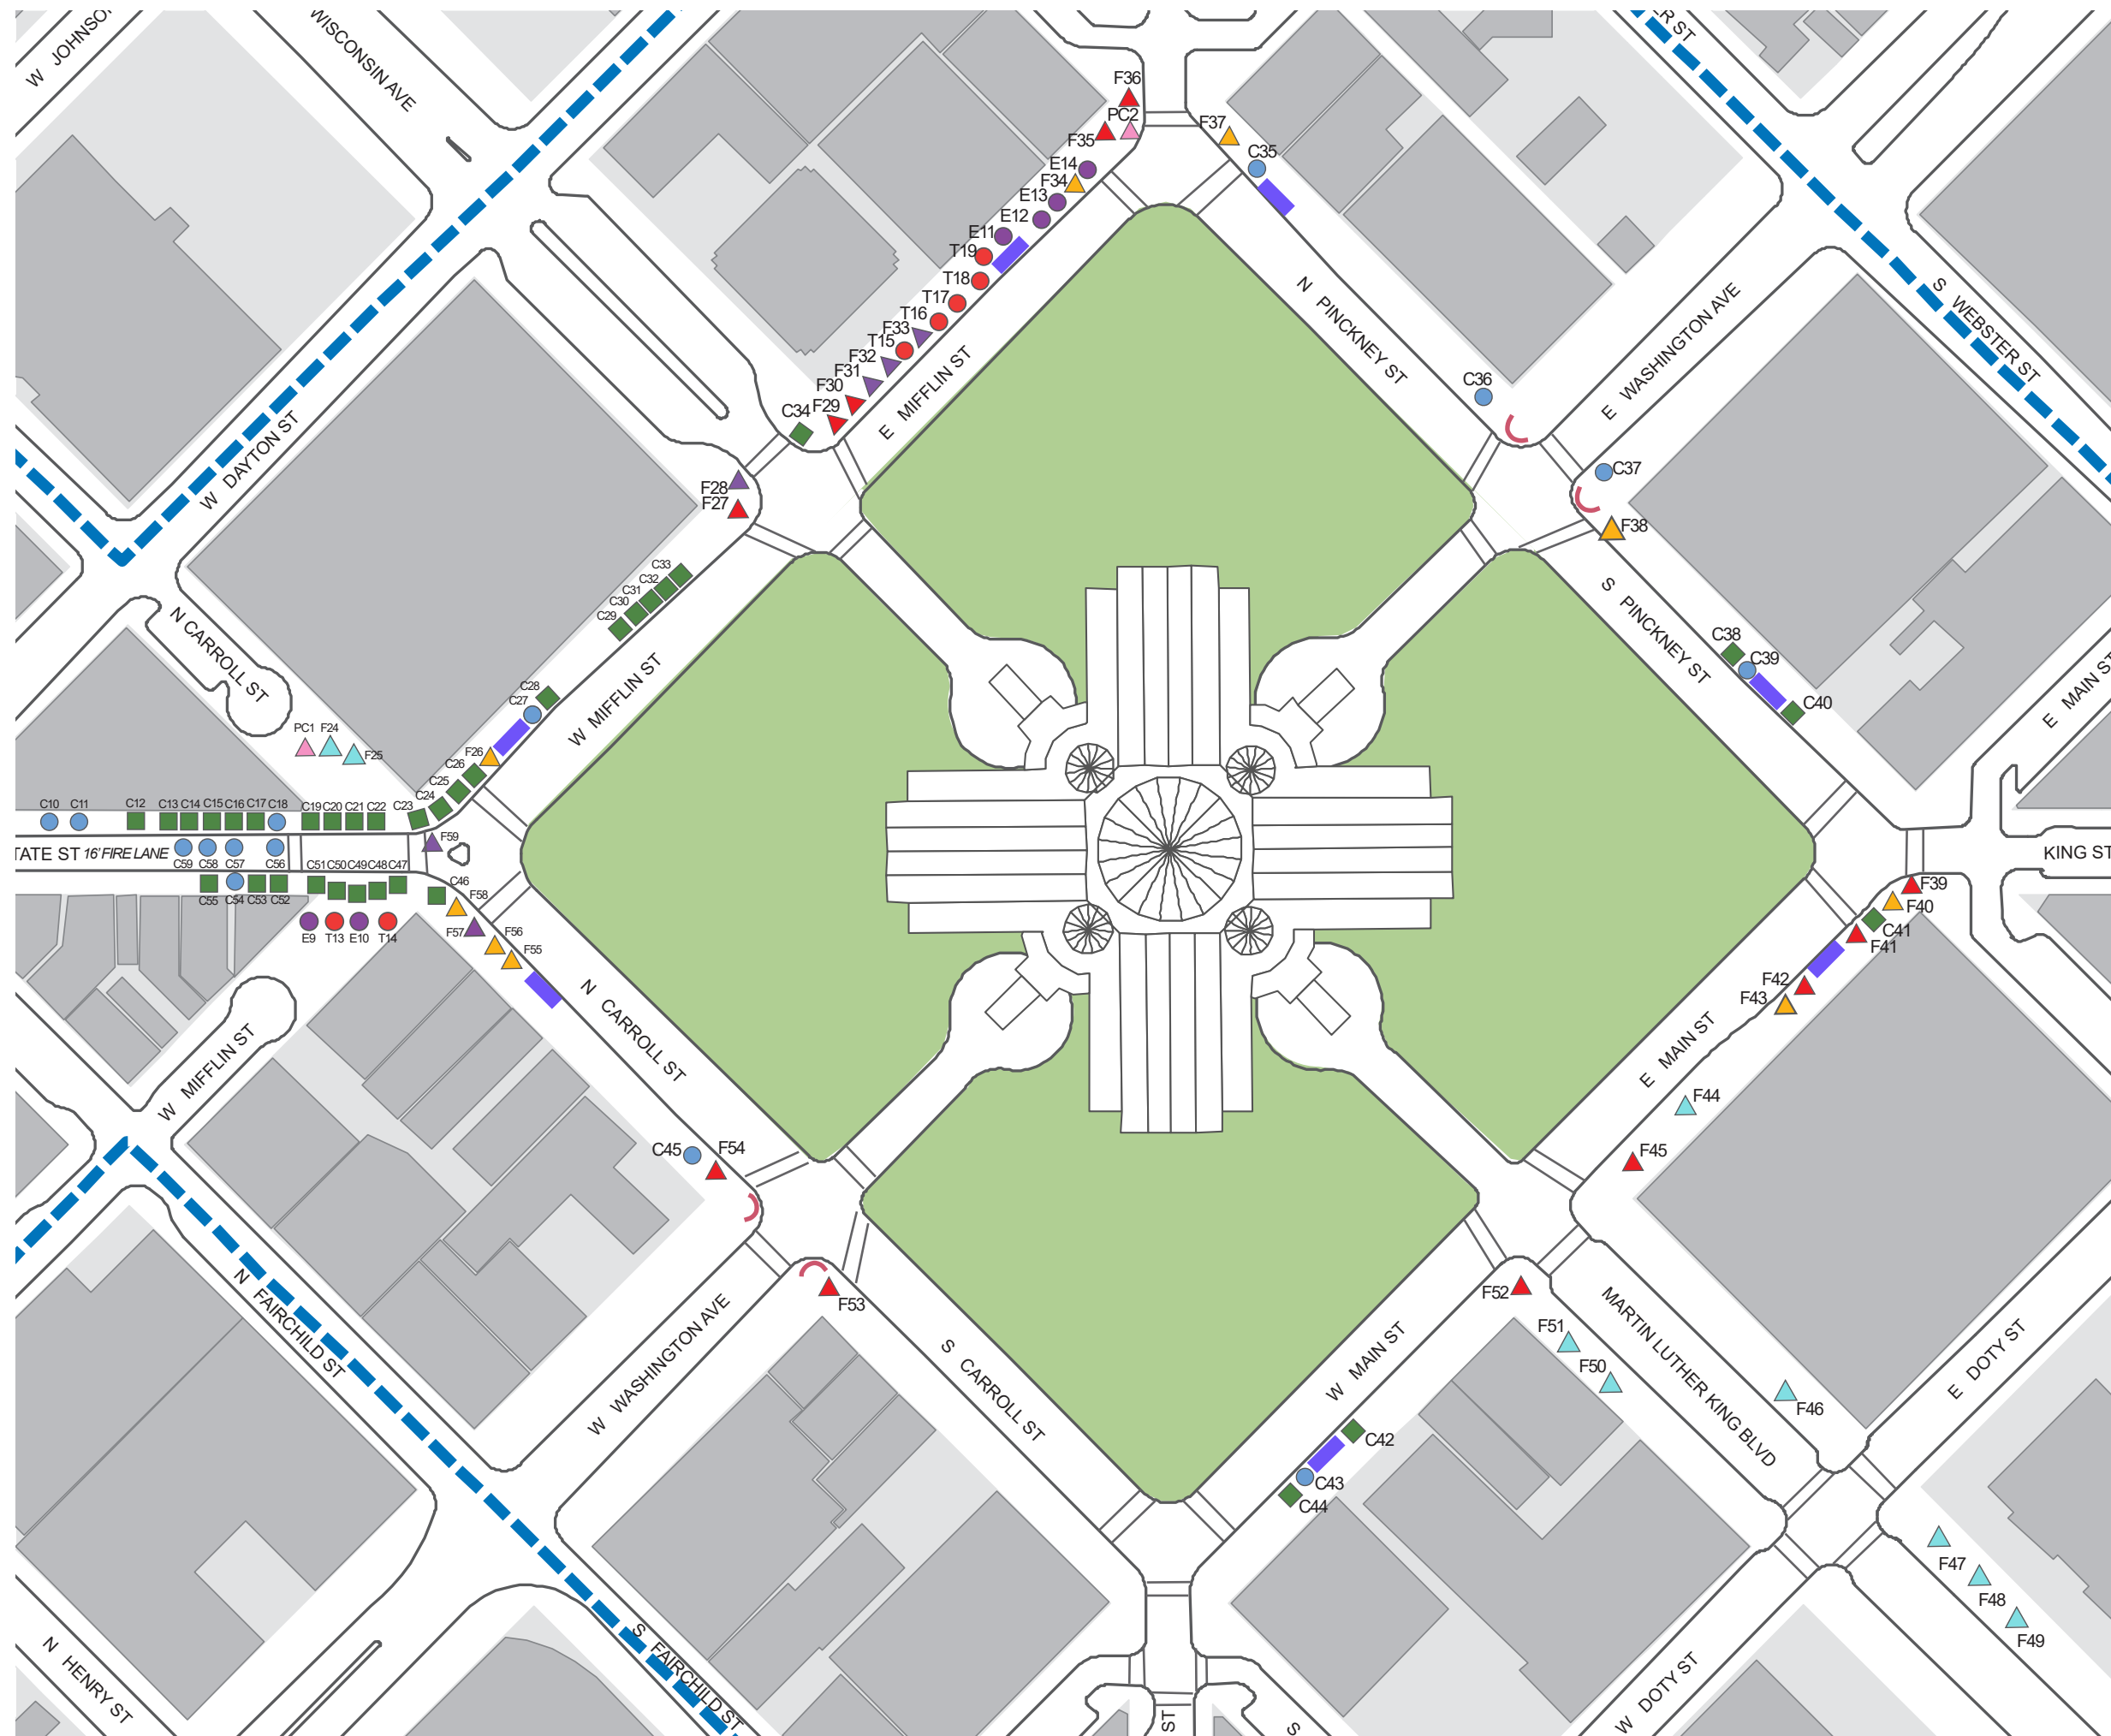 W JOHNSO
WISCONSIN AVE
ER ST
F36
PC2
F35
F37
C35
E14
F34
E13
E12
E11
T19
T18
T17
T16
F33
T15
F32
F31
F30
F29
C34
E MIFFLIN ST
N PINCKNEY ST
C36
E WASHINGTON AVE
S WEBSTER ST
W DAYTON ST
F28
F27
C37
F38
C33
C32
C31
C30
C29
N CARROLL ST
W MIFFLIN ST
S PINCKNEY ST
C38
C39
C40
E MAIN ST
C28
C27
PC1
F24
F25
F26
C26
C25
C24
C23
C10
C11
C12
C13
C14
C15
C16
C17
C18
C19
C20
C21
C22
TATE ST 16' FIRE LANE
F59
KING ST
C59
C58
C57
C56
C51
C50
C49
C48
C47
C55
C54
C53
C52
C46
F58
F57
F56
F55
E9
T13
E10
T14
F39
F40
C41
F41
F42
F43
N CARROLL ST
W MIFFLIN ST
E MAIN ST
F44
F45
C45
F54
F53
F52
F51
F50
N FAIRCHILD ST
W WASHINGTON AVE
S CARROLL ST
W MAIN ST
MARTIN LUTHER KING BLVD
F46
E DOTY ST
C42
C43
C44
F47
F48
F49
N HENRY ST
S FAIRCHILD ST
ST
S
W DOTY ST